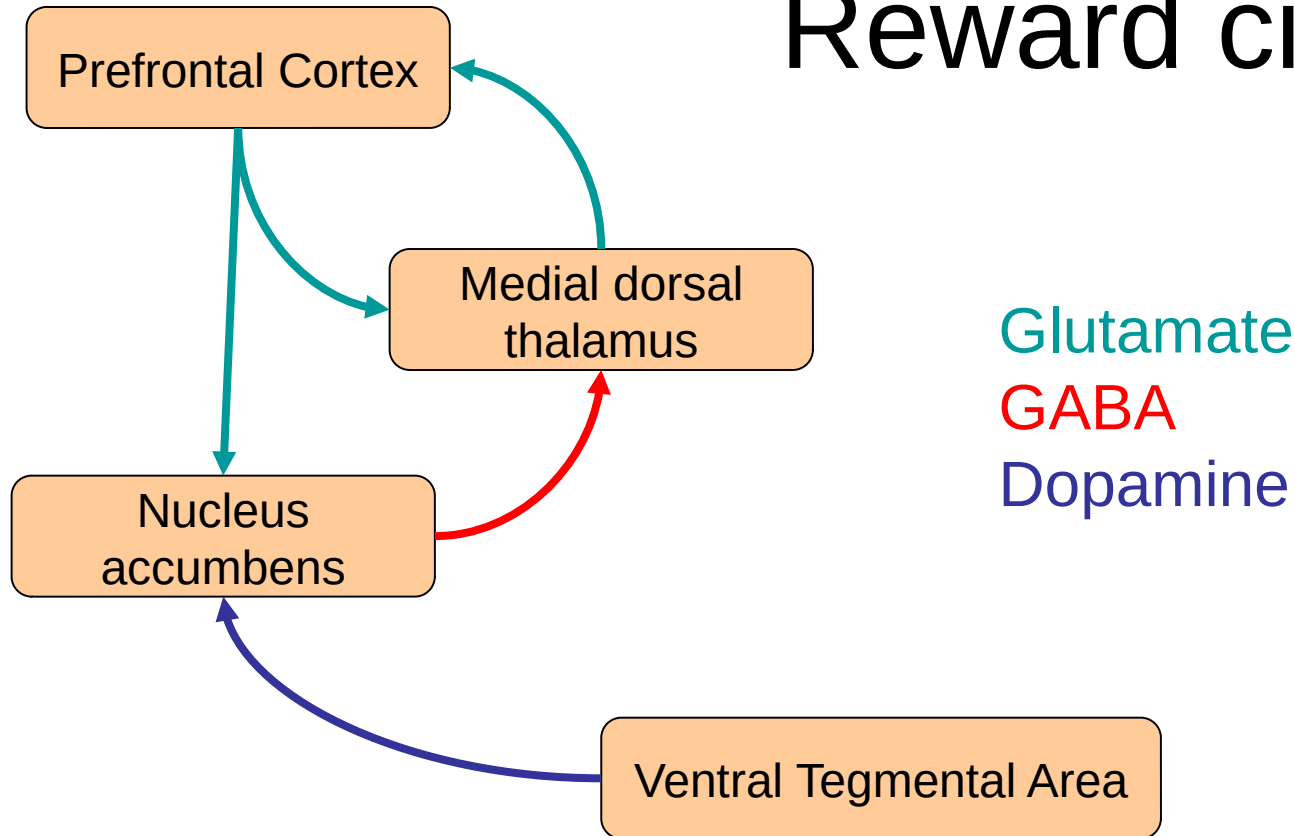 Reward ci
Prefrontal Cortex
Medial dorsal
thalamus
Glutamate
GABA
Dopamine
Nucleus
accumbens
Ventral Tegmental Area